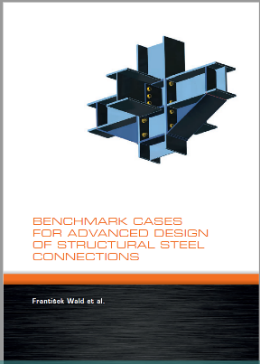 BENCHMARK CASES
FOR ADVANCED DESIGN
OF STRUCTURAL STEEL
CONNECTIONS
František Wald et al.